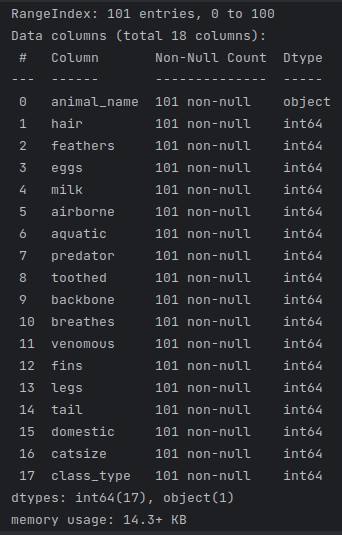 RangeIndex: 101 entries, 0 to 100
Data columns (total 18 columns):
 #   Column       Non-Null Count  Dtype
---  ------       --------------  -----
 0   animal_name  101 non-null    object
 1   hair         101 non-null    int64
 2   feathers     101 non-null    int64
 3   eggs         101 non-null    int64
 4   milk         101 non-null    int64
 5   airborne     101 non-null    int64
 6   aquatic      101 non-null    int64
 7   predator     101 non-null    int64
 8   toothed      101 non-null    int64
 9   backbone     101 non-null    int64
 10  breathes     101 non-null    int64
 11  venomous     101 non-null    int64
 12  fins         101 non-null    int64
 13  legs         101 non-null    int64
 14  tail         101 non-null    int64
 15  domestic     101 non-null    int64
 16  catsize      101 non-null    int64
 17  class_type   101 non-null    int64
dtypes: int64(17), object(1)
memory usage: 14.3+ KB